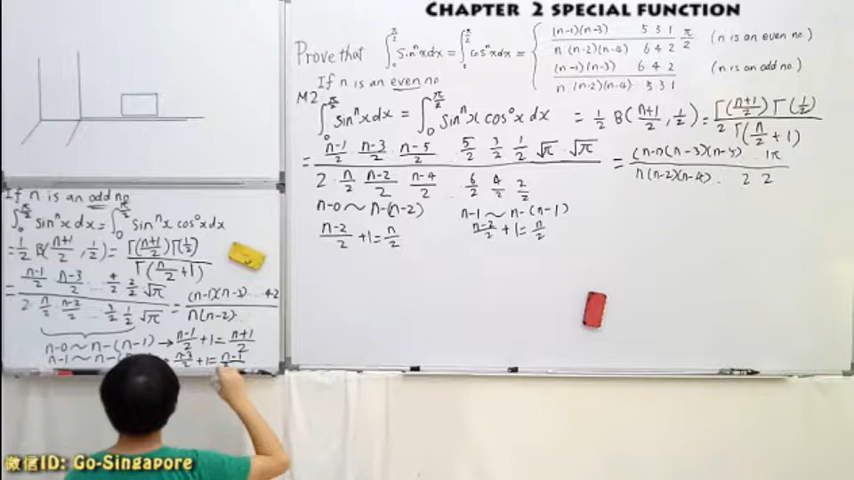 CHAPTER 2 SPECIAL FUNCTION
Prove that ∫₀^(π/2) sinⁿx dx = ∫₀^(π/2) cosⁿx dx =
(n-1)(n-3) 5 3 1 / n(n-2)(n-4) 6 4 2 π/2 (n is an even no)
(n-1)(n-3) 6 4 2 / n(n-2)(n-4) 5 3 1 (n is an odd no.)
If n is an even no
M2
∫₀^(π/2) sinⁿx dx = ∫₀^(π/2) sinⁿx cos⁰x dx = 1/2 B(n+1/2, 1/2) = Γ(n+1/2) Γ(1/2) / 2 Γ(n/2 + 1)
= n-1/2 n-3/2 n-5/2 5/2 3/2 1/2 √π √π / 2 n/2 n-2/2 n-4/2 6/2 4/2 2/2
n-0 ~ n-(n-2) n-1 ~ n-(n-1)
n-2/2 + 1 = n/2 n-2/2 + 1 = n/2
If n is an odd no
∫₀^(π/2) sinⁿx dx = ∫₀^(π/2) sinⁿx cos⁰x dx
= 1/2 B(n+1/2, 1/2) = Γ(n+1/2) Γ(1/2) / Γ(n/2 + 1)
= n-1/2 n-3/2 4/2 2/2 √π / 2 n/2 n-2/2 3/2 1/2 √π = (n-1)(n-3) 4 2 / n(n-2)
n-0 ~ n-(n-1) → n-1/2 + 1 = n+1/2
n-1 ~ n- n-3/2 + 1 = n-1
微信ID: Go-Singapore